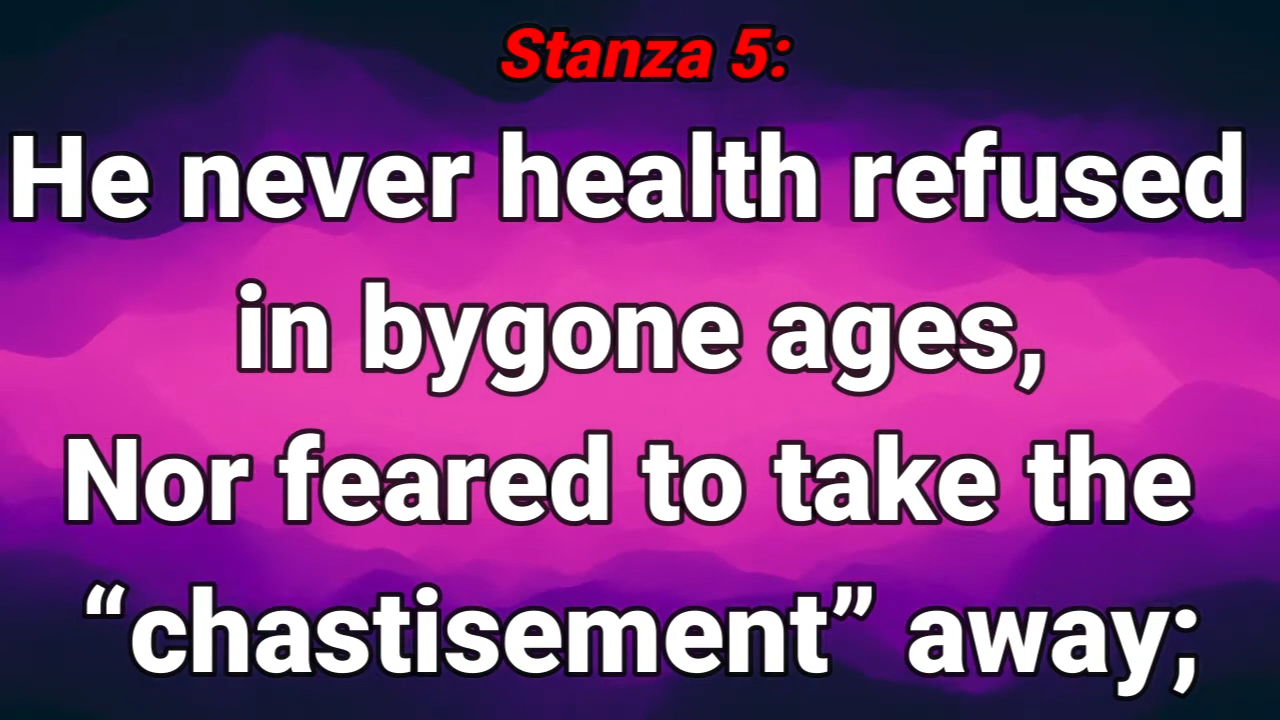 Stanza 5:
He never health refused
in bygone ages,
Nor feared to take the
“chastisement” away;